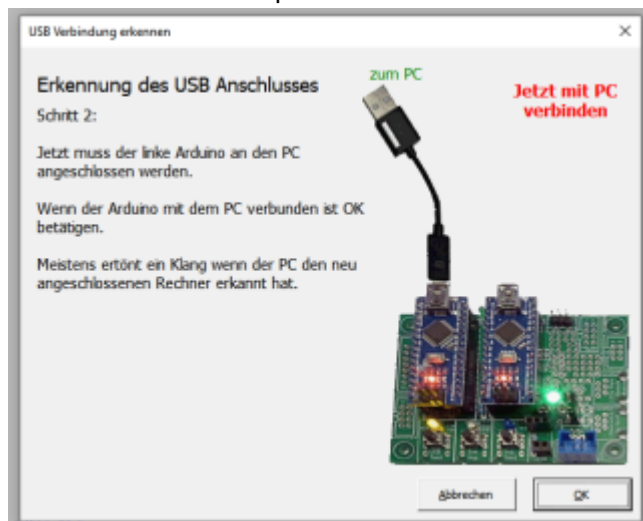 USB Verbindung erkennen
Erkennung des USB Anschlusses
zum PC
Jetzt mit PC
verbinden
Schritt 2:
Jetzt muss der linke Arduino an den PC
angeschlossen werden.
Wenn der Arduino mit dem PC verbunden ist OK
betätigen.
Meistens ertönt ein Klang wenn der PC den neu
angeschlossenen Rechner erkannt hat.
Abbrechen
OK